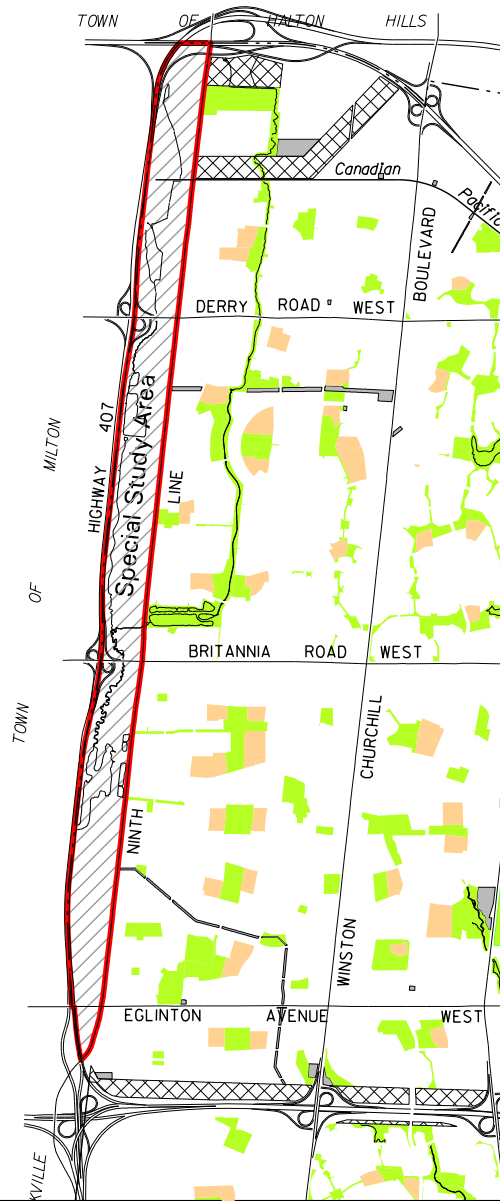 TOWN OF HALTON HILLS
Canadian
Pacific
BOULEVARD
DERRY ROAD WEST
MILTON
HIGHWAY 407
Special Study Area
LINE
OF
BRITANNIA ROAD WEST
TOWN
CHURCHILL
NINTH
WINSTON
EGLINTON AVENUE WEST
KVILLE